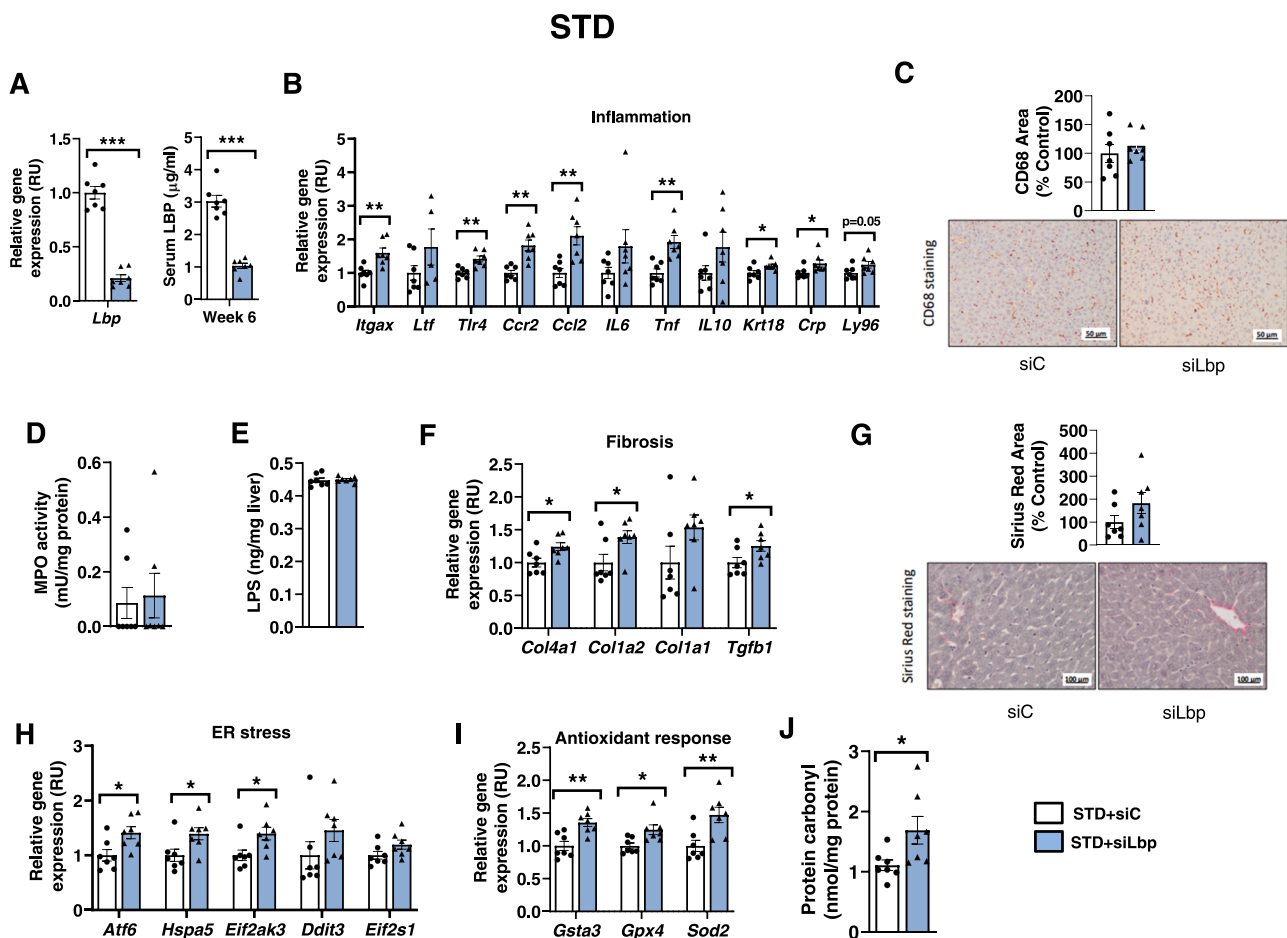 STD
A
Relative gene
expression (RU)
1.5
1.0
0.5
0.0
***
Lbp
Serum LBP (µg/ml)
5
4
3
2
1
0
***
Week 6
B
Inflammation
Relative gene
expression (RU)
5
4
3
2
1
0
**
**
**
**
**
*
*
p=0.05
Itgax
Ltf
Tlr4
Ccr2
Ccl2
IL6
Tnf
IL10
Krt18
Crp
Ly96
C
CD68 Area
(% Control)
200
150
100
50
0
CD68 staining
50 µm
50 µm
siC
siLbp
D
MPO activity
(mU/mg protein)
0.6
0.4
0.2
0.0
E
LPS (ng/mg liver)
0.5
0.4
0.3
0.2
0.1
0.0
F
Fibrosis
Relative gene
expression (RU)
2.5
2.0
1.5
1.0
0.5
0.0
*
*
*
Col4a1
Col1a2
Col1a1
Tgfb1
G
Sirius Red Area
(% Control)
500
400
300
200
100
0
Sirius Red staining
100 µm
100 µm
siC
siLbp
H
ER stress
Relative gene
expression (RU)
3
2
1
0
*
*
*
Atf6
Hspa5
Eif2ak3
Ddit3
Eif2s1
I
Antioxidant response
Relative gene
expression (RU)
2.5
2.0
1.5
1.0
0.5
0.0
**
*
**
Gsta3
Gpx4
Sod2
J
Protein carbonyl
(nmol/mg protein)
3
2
1
0
*
STD+siC
STD+siLbp